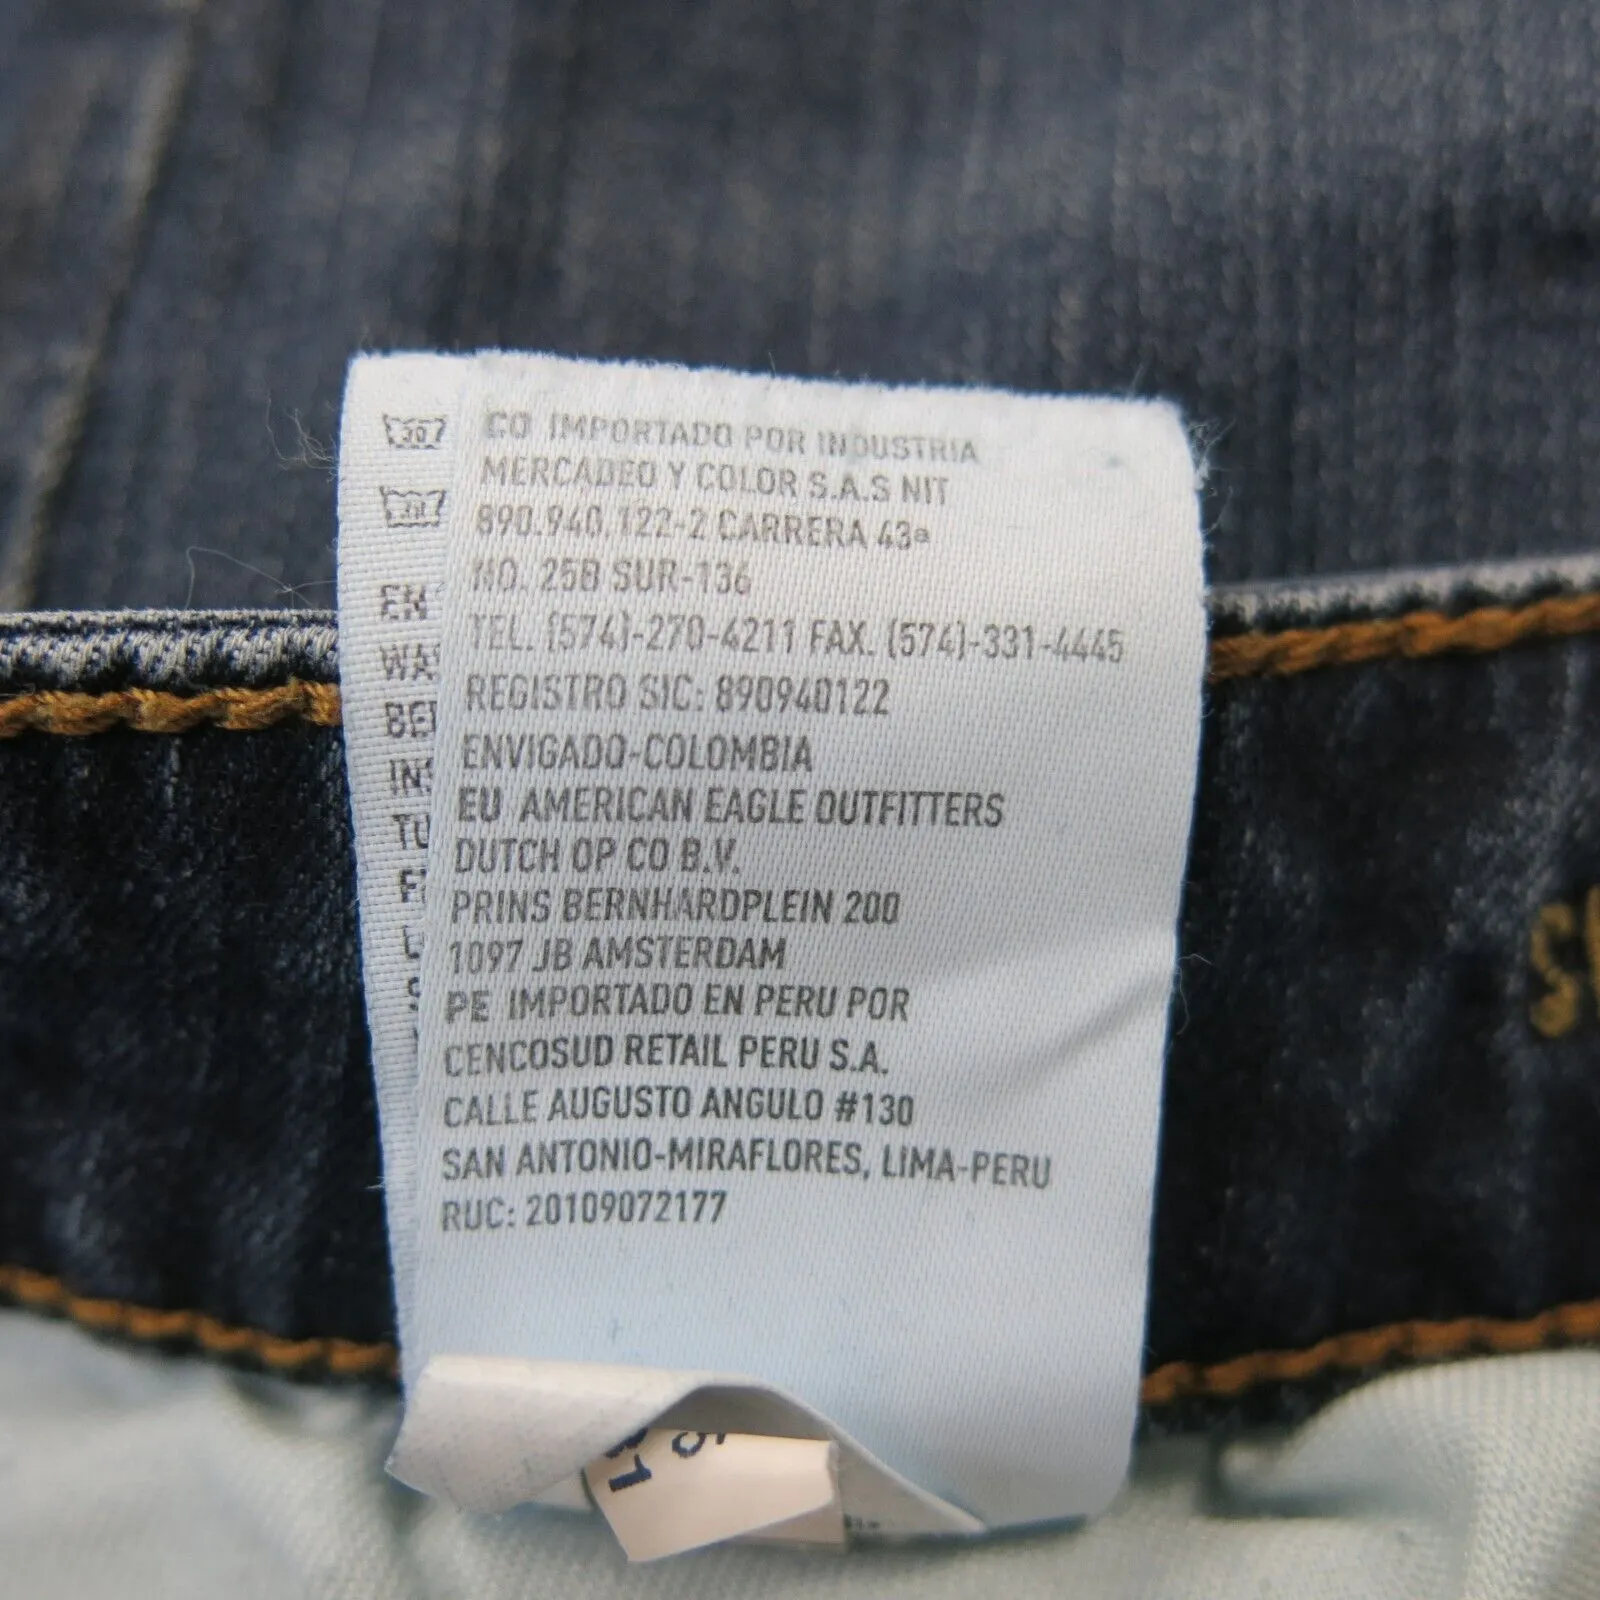 CO IMPORTADO POR INDUSTRIA
MERCADEO Y COLOR S.A.S NIT
890.940.122-2 CARRERA 43ª
NO. 25B SUR-136
TEL. (574)-270-4211 FAX. (574)-331-4445
REGISTRO SIC: 890940122
ENVIGADO-COLOMBIA
EU AMERICAN EAGLE OUTFITTERS
DUTCH OP CO B.V.
PRINS BERNHARDPLEIN 200
1097 JB AMSTERDAM
PE IMPORTADO EN PERU POR
CENCOSUD RETAIL PERU S.A.
CALLE AUGUSTO ANGULO #130
SAN ANTONIO-MIRAFLORES, LIMA-PERU
RUC: 20109072177
30
EN